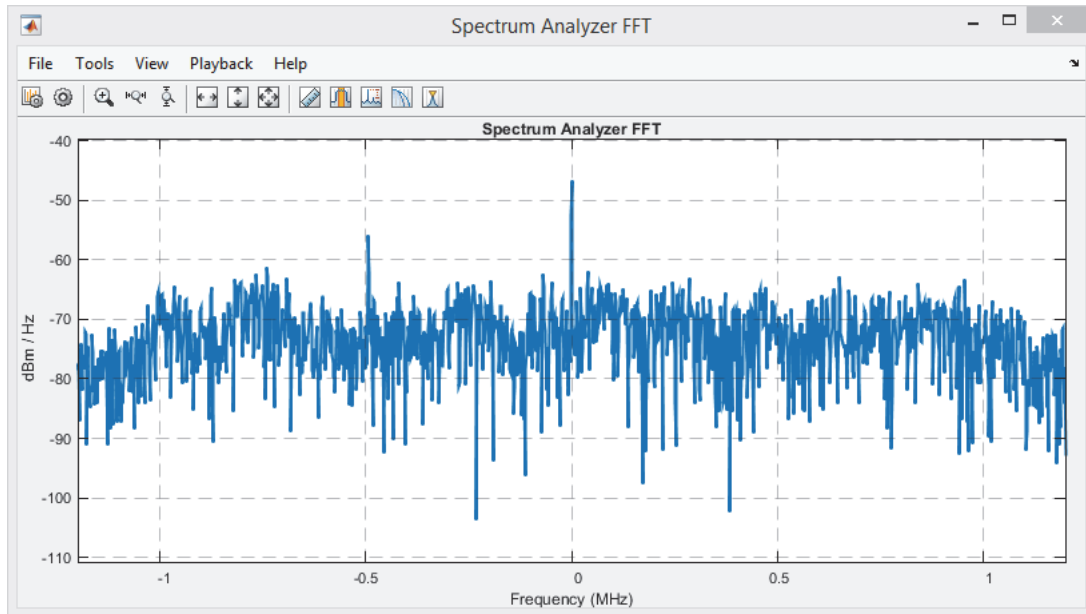 Spectrum Analyzer FFT
File Tools View Playback Help
Spectrum Analyzer FFT
-40
-50
-60
-70
-80
-90
-100
-110
dBm / Hz
-1 -0.5 0 0.5 1
Frequency (MHz)